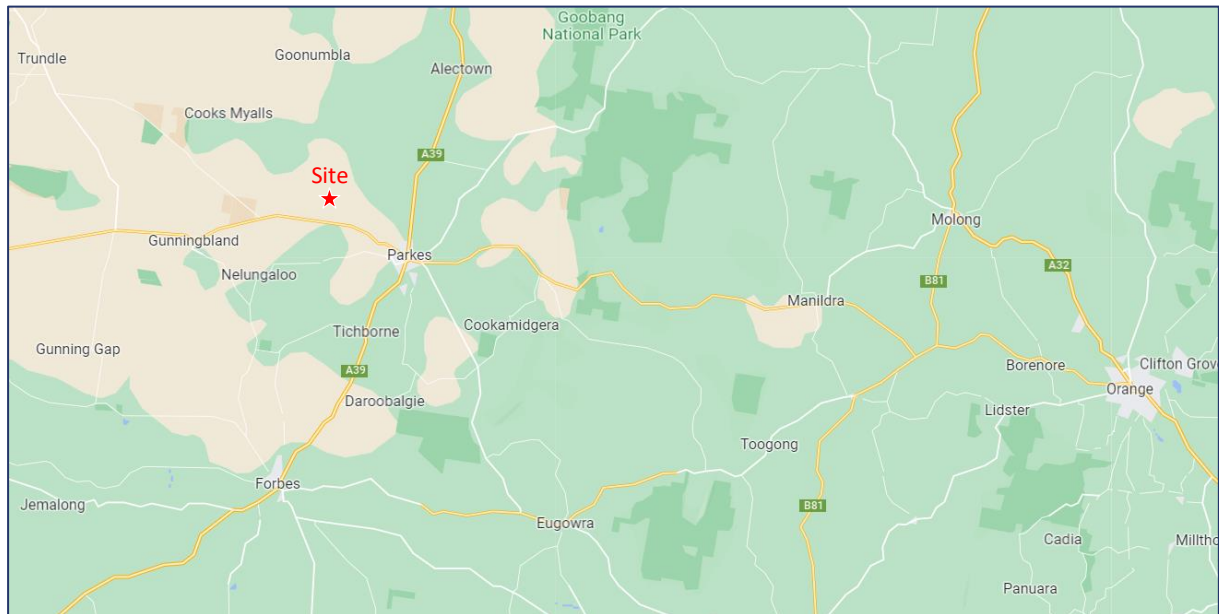 Goobang
National Park
Trundle
Goonumbla
Alectown
Cooks Myalls
A39
Site
Molong
Gunningbland
Parkes
Nelungaloo
A32
B81
Manildra
Tichborne
Cookamidgera
Gunning Gap
A39
Borenore
Clifton Grov
Orange
Daroobalgie
Lidster
Toogong
Forbes
Jemalong
B81
Eugowra
Cadia
Milltho
Panuara